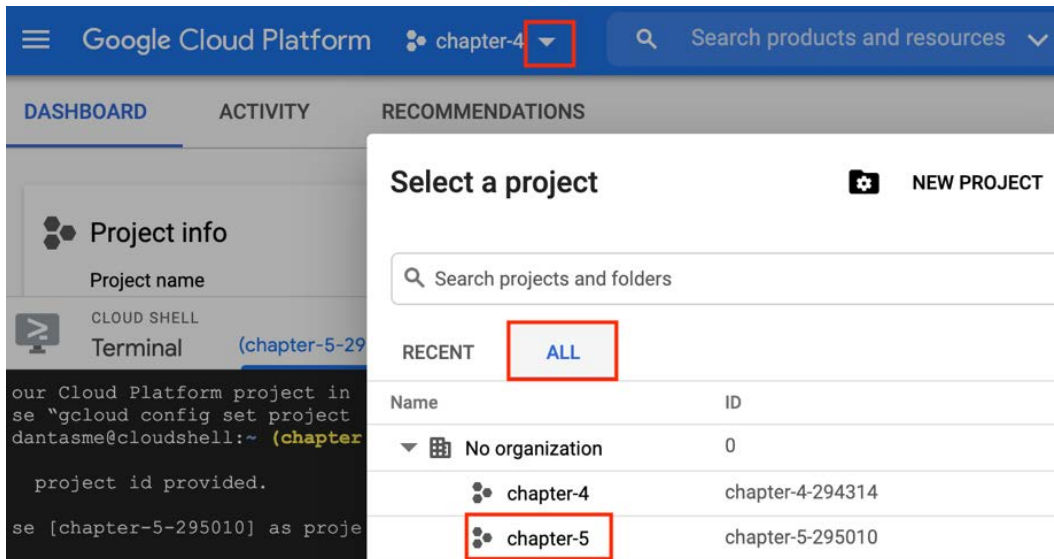 Google Cloud Platform chapter-4 Search products and resources
DASHBOARD ACTIVITY RECOMMENDATIONS
Project info
Project name
CLOUD SHELL
Terminal (chapter-5-29
our Cloud Platform project in
se “gcloud config set project
dantasme@cloudshell:~ (chapter
project id provided.
se [chapter-5-295010] as proje
Select a project NEW PROJECT
Search projects and folders
RECENT ALL
Name ID
No organization 0
chapter-4 chapter-4-294314
chapter-5 chapter-5-295010